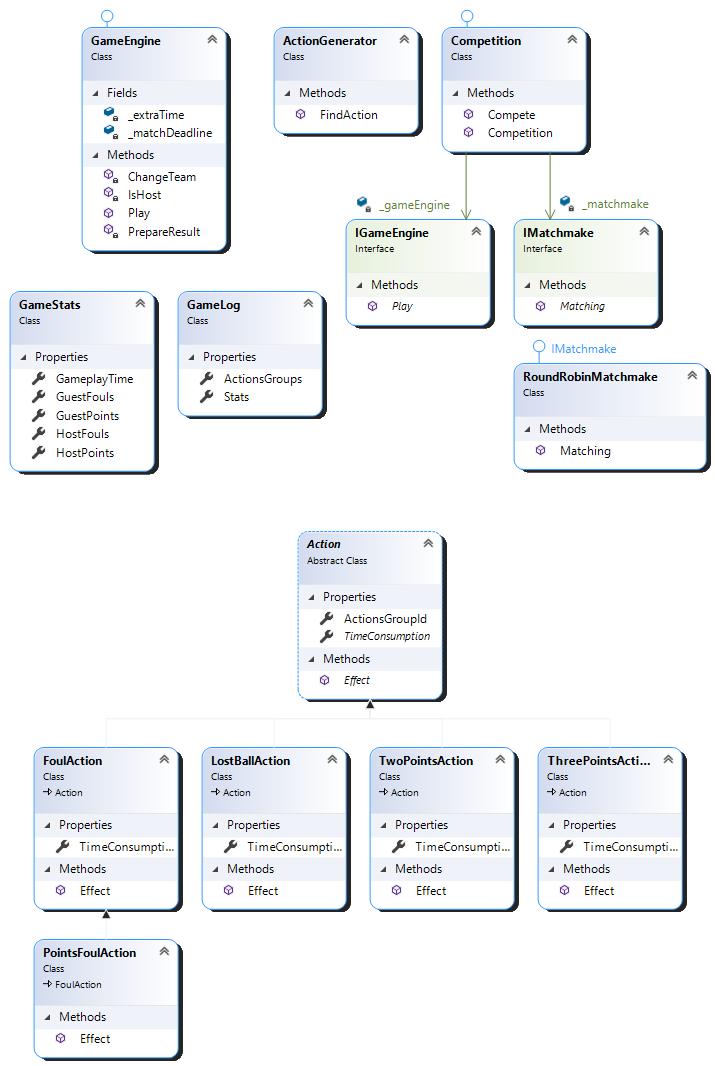 GameEngine
Class
Fields
_extraTime
_matchDeadline
Methods
ChangeTeam
IsHost
Play
PrepareResult
ActionGenerator
Class
Methods
FindAction
Competition
Class
Methods
Compete
Competition
_gameEngine
_matchmake
IGameEngine
Interface
Methods
Play
IMatchmake
Interface
Methods
Matching
GameStats
Class
Properties
GameplayTime
GuestFouls
GuestPoints
HostFouls
HostPoints
GameLog
Class
Properties
ActionsGroups
Stats
IMatchmake
RoundRobinMatchmake
Class
Methods
Matching
Action
Abstract Class
Properties
ActionsGroupId
TimeConsumption
Methods
Effect
FoulAction
Class
Action
Properties
TimeConsumpti...
Methods
Effect
LostBallAction
Class
Action
Properties
TimeConsumpti...
Methods
Effect
TwoPointsAction
Class
Action
Properties
TimeConsumpti...
Methods
Effect
ThreePointsActi...
Class
Action
Properties
TimeConsumpti...
Methods
Effect
PointsFoulAction
Class
FoulAction
Methods
Effect